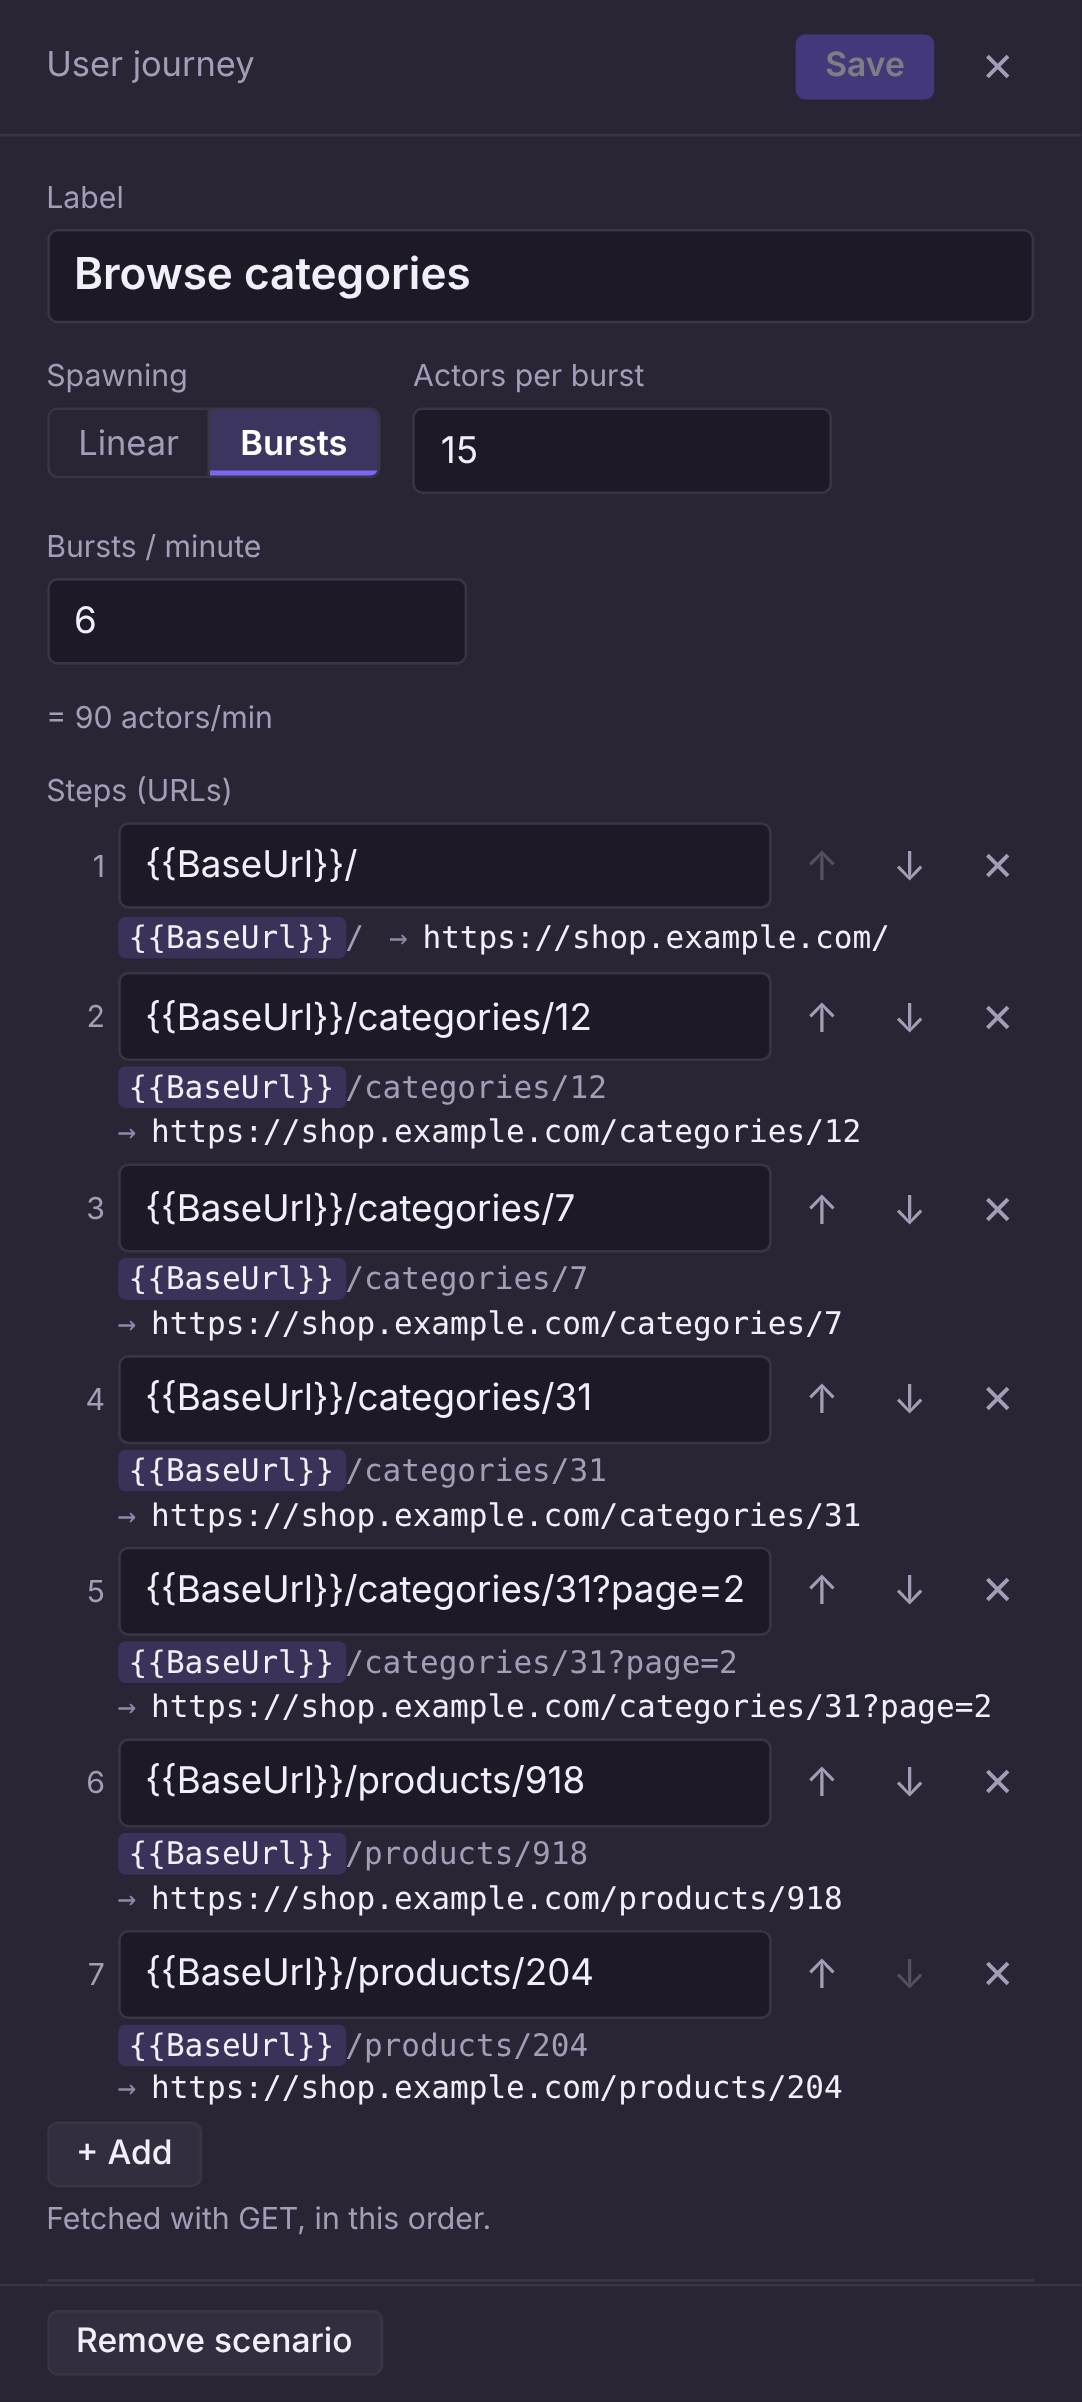 User journey
Save ×
Label
Browse categories
Spawning
Actors per burst
Linear
Bursts
15
Bursts / minute
6
= 90 actors/min
Steps (URLs)
1 {{BaseUrl}}/ ↑ ↓ ×
{{BaseUrl}}/ → https://shop.example.com/
2 {{BaseUrl}}/categories/12 ↑ ↓ ×
{{BaseUrl}}/categories/12
→ https://shop.example.com/categories/12
3 {{BaseUrl}}/categories/7 ↑ ↓ ×
{{BaseUrl}}/categories/7
→ https://shop.example.com/categories/7
4 {{BaseUrl}}/categories/31 ↑ ↓ ×
{{BaseUrl}}/categories/31
→ https://shop.example.com/categories/31
5 {{BaseUrl}}/categories/31?page=2 ↑ ↓ ×
{{BaseUrl}}/categories/31?page=2
→ https://shop.example.com/categories/31?page=2
6 {{BaseUrl}}/products/918 ↑ ↓ ×
{{BaseUrl}}/products/918
→ https://shop.example.com/products/918
7 {{BaseUrl}}/products/204 ↑ ↓ ×
{{BaseUrl}}/products/204
→ https://shop.example.com/products/204
+ Add
Fetched with GET, in this order.
Remove scenario